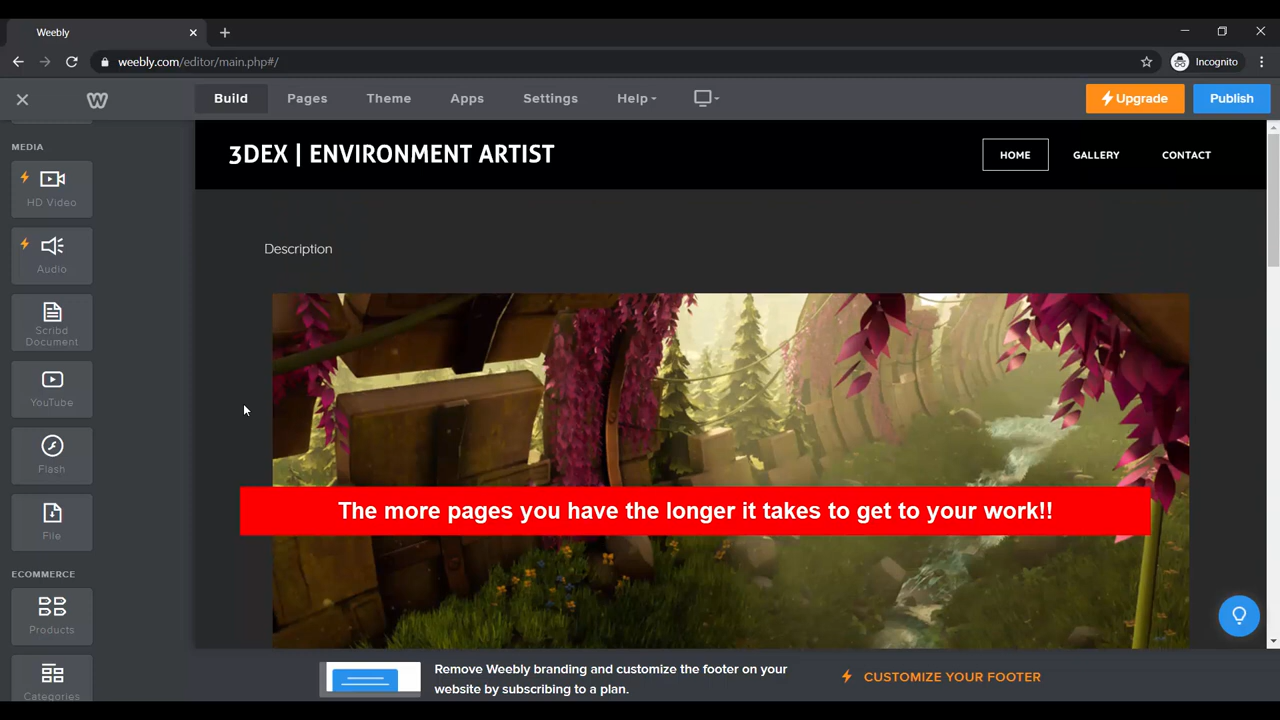 Weebly
weebly.com/editor/main.php#/
Incognito
Build
Pages
Theme
Apps
Settings
Help
Upgrade
Publish
MEDIA
HD Video
Audio
Scribd
Document
YouTube
Flash
File
ECOMMERCE
Products
Categories
3DEX | ENVIRONMENT ARTIST
HOME
GALLERY
CONTACT
Description
The more pages you have the longer it takes to get to your work!!
Remove Weebly branding and customize the footer on your
website by subscribing to a plan.
CUSTOMIZE YOUR FOOTER